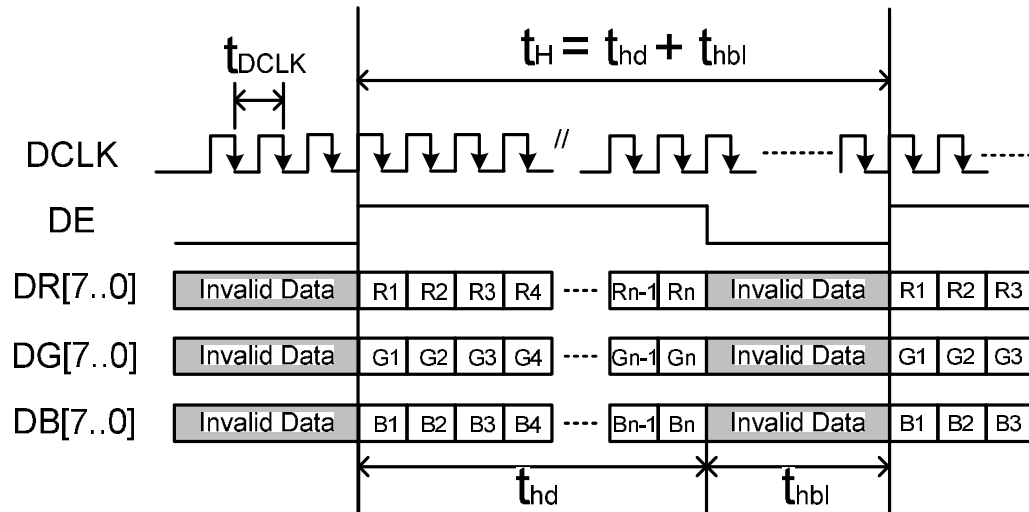 tH = thd + thbl
tDCLK
DCLK //
DE
DR[7..0] Invalid Data R1 R2 R3 R4 Rn-1 Rn Invalid Data R1 R2 R3
DG[7..0] Invalid Data G1 G2 G3 G4 Gn-1 Gn Invalid Data G1 G2 G3
DB[7..0] Invalid Data B1 B2 B3 B4 Bn-1 Bn Invalid Data B1 B2 B3
thd thbl